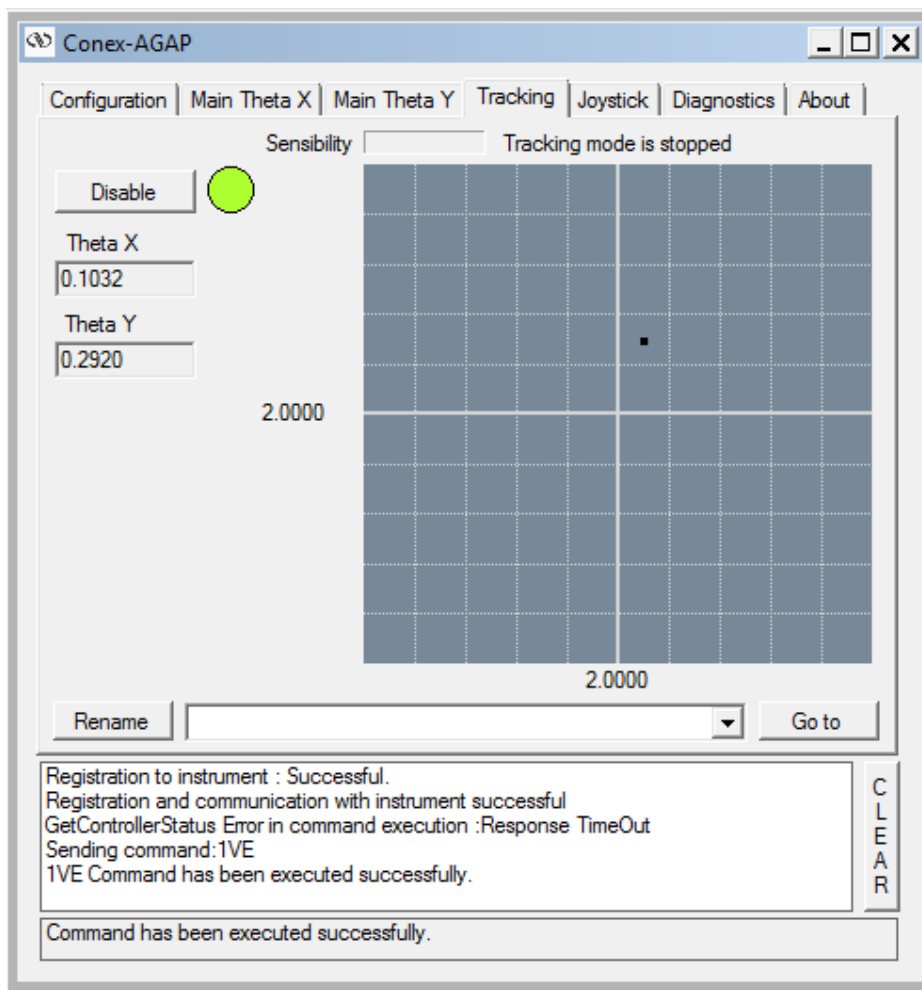 Conex-AGAP
Configuration Main Theta X Main Theta Y Tracking Joystick Diagnostics About
Sensibility Tracking mode is stopped
Disable
Theta X
0.1032
Theta Y
0.2920
2.0000
2.0000
Rename Go to
Registration to instrument : Successful.
Registration and communication with instrument successful
GetControllerStatus Error in command execution :Response TimeOut
Sending command:1VE
1VE Command has been executed successfully.
CLEAR
Command has been executed successfully.